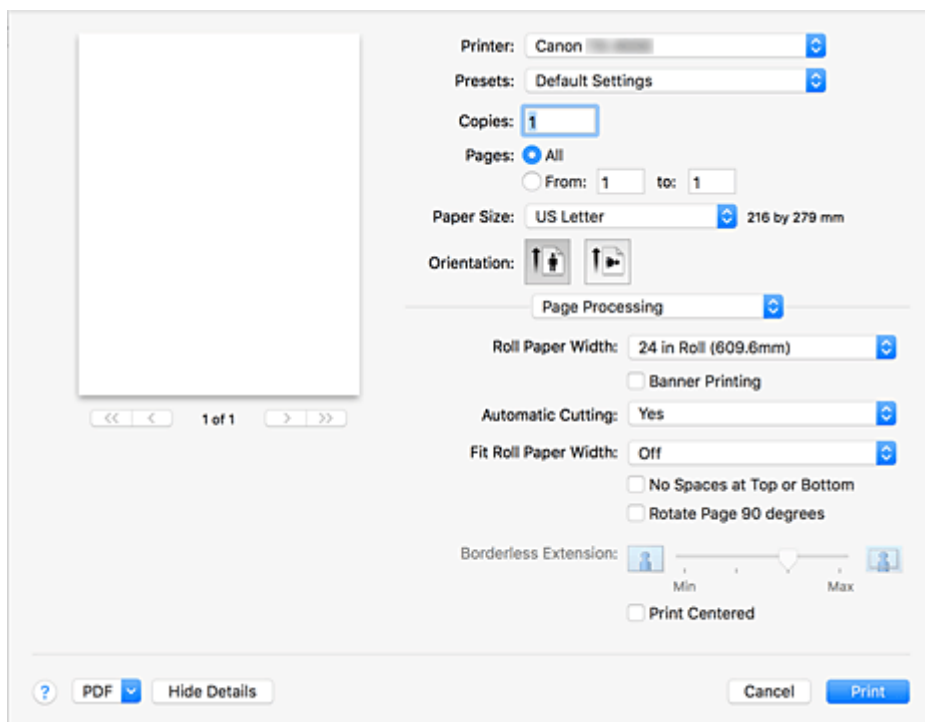 Printer: Canon
Presets: Default Settings
Copies: 1
Pages: All
From: 1 to: 1
Paper Size: US Letter 216 by 279 mm
Orientation:
Page Processing
Roll Paper Width: 24 in Roll (609.6mm)
Banner Printing
<< < 1 of 1 > >>
Automatic Cutting: Yes
Fit Roll Paper Width: Off
No Spaces at Top or Bottom
Rotate Page 90 degrees
Borderless Extension:
Min Max
Print Centered
? PDF Hide Details Cancel Print